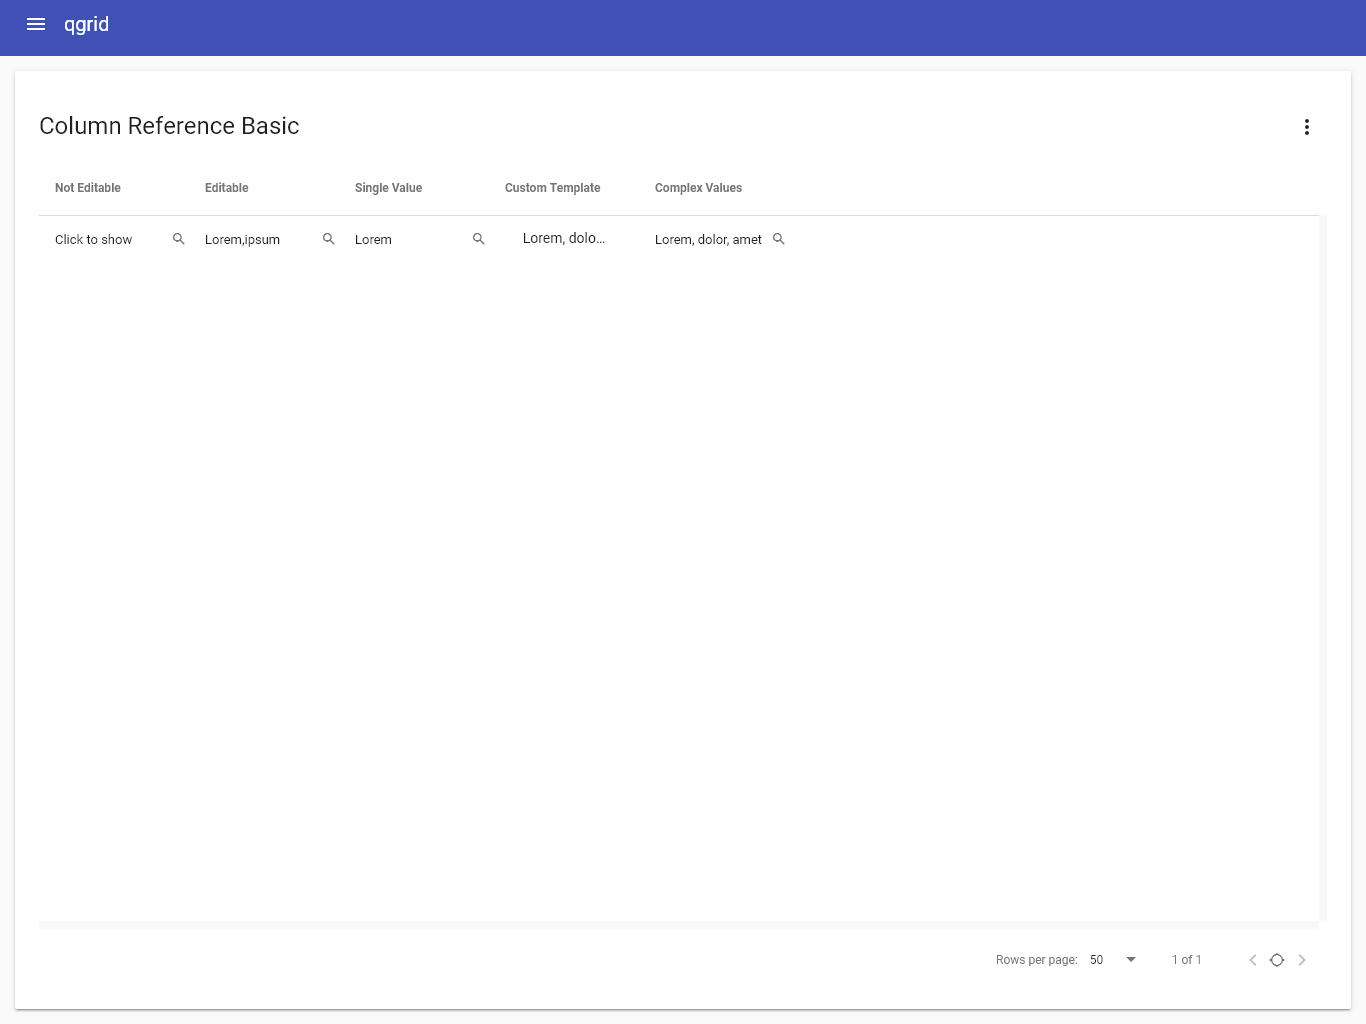 qgrid
Column Reference Basic
Not Editable Editable Single Value Custom Template Complex Values
Click to show Lorem,ipsum Lorem Lorem, dolo... Lorem, dolor, amet
Rows per page: 50 1 of 1